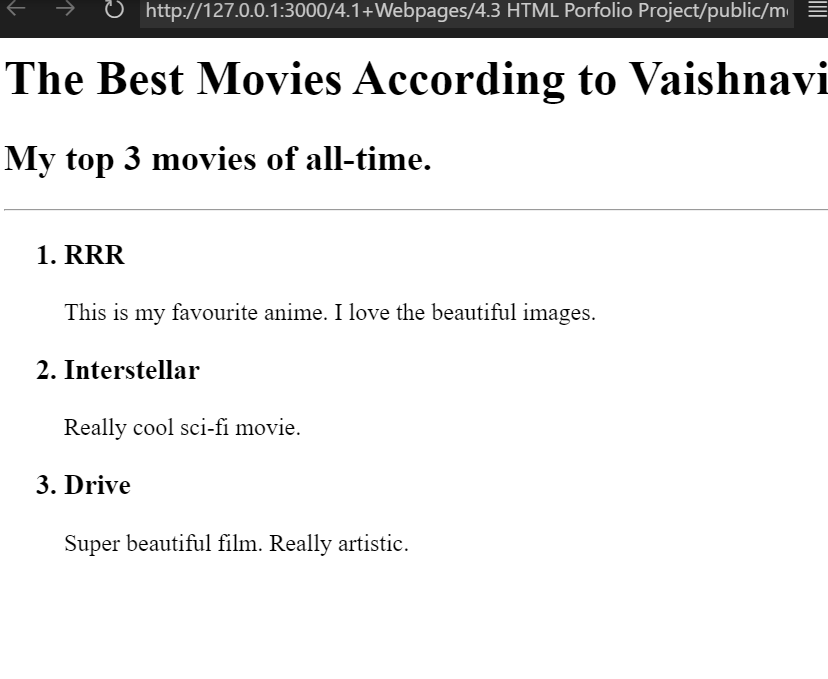 http://127.0.0.1:3000/4.1+Webpages/4.3 HTML Porfolio Project/public/m
The Best Movies According to Vaishnavi
My top 3 movies of all-time.
1. RRR
This is my favourite anime. I love the beautiful images.
2. Interstellar
Really cool sci-fi movie.
3. Drive
Super beautiful film. Really artistic.